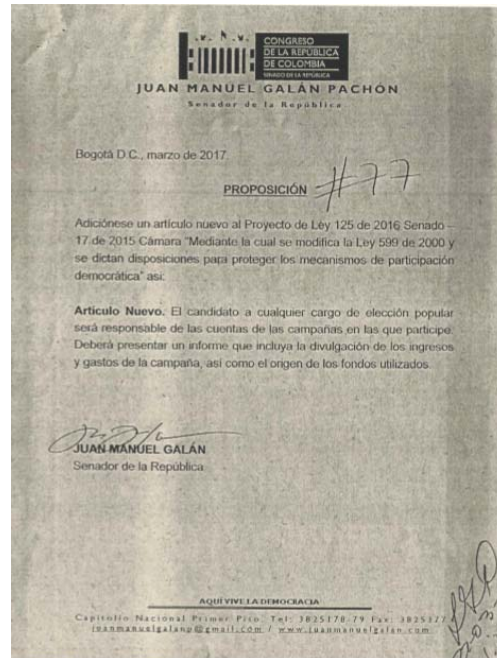 CONGRESO
DE LA REPÚBLICA
DE COLOMBIA
SENADO DE LA REPÚBLICA
JUAN MANUEL GALÁN PACHÓN
Senador de la República
Bogotá D.C., marzo de 2017.
PROPOSICIÓN #77
Adiciónese un artículo nuevo al Proyecto de Ley 125 de 2016 Senado –
17 de 2015 Cámara "Mediante la cual se modifica la Ley 599 de 2000 y
se dictan disposiciones para proteger los mecanismos de participación
democrática" así:
Artículo Nuevo. El candidato a cualquier cargo de elección popular
será responsable de las cuentas de las campañas en las que participe.
Deberá presentar un informe que incluya la divulgación de los ingresos
y gastos de la campaña, así como el origen de los fondos utilizados.
JUAN MANUEL GALÁN
Senador de la República
AQUÍ VIVE LA DEMOCRACIA
Capitolio Nacional Primer Piso. Tel: 3825178-79 Fax: 3825177
juanmanuelgalanp@gmail.com / www.juanmanuelgalan.com